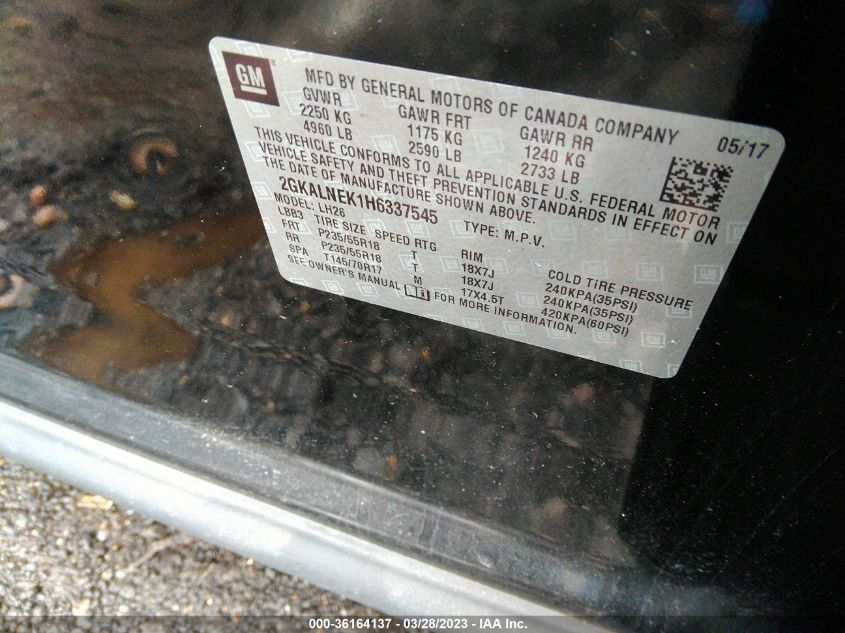 GM
MFD BY GENERAL MOTORS OF CANADA COMPANY 05/17
GVWR GAWR FRT GAWR RR
2250 KG 1175 KG 1240 KG
4960 LB 2590 LB 2733 LB
THIS VEHICLE CONFORMS TO ALL APPLICABLE U.S. FEDERAL MOTOR
VEHICLE SAFETY AND THEFT PREVENTION STANDARDS IN EFFECT ON
THE DATE OF MANUFACTURE SHOWN ABOVE.
2GKALNEK1H6337545 TYPE: M.P.V.
MODEL: LH26
LBB3 TIRE SIZE SPEED RTG RIM COLD TIRE PRESSURE
FRT P235/55R18 T 18X7J 240KPA(35PSI)
RR P235/55R18 T 18X7J 240KPA(35PSI)
SPA T145/70R17 M 17X4.5T 420KPA(60PSI)
SEE OWNER'S MANUAL FOR MORE INFORMATION.
000-36164137 - 03/28/2023 - IAA Inc.